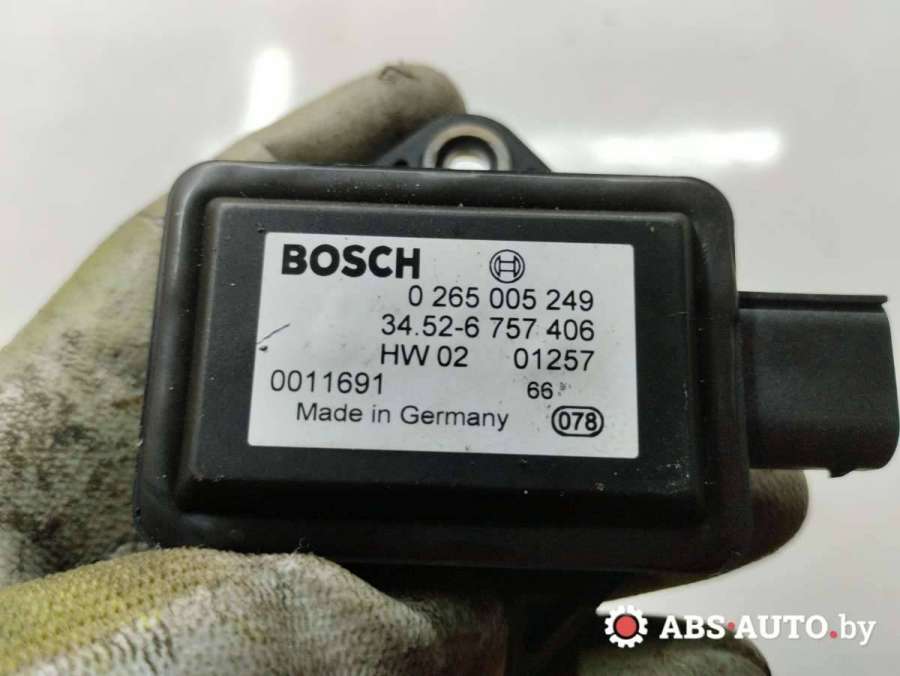 BOSCH
0 265 005 249
34.52-6 757 406
HW 02 01257
0011691 66
Made in Germany 078
ABS-AUTO.by